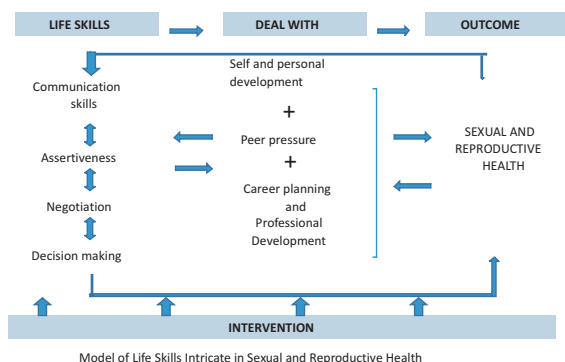 LIFE SKILLS
DEAL WITH
OUTCOME
Communication
skills
Assertiveness
Negotiation
Decision making
Self and personal
development
+
Peer pressure
+
Career planning
and
Professional
Development
SEXUAL AND
REPRODUCTIVE
HEALTH
INTERVENTION
Model of Life Skills Intricate in Sexual and Reproductive Health